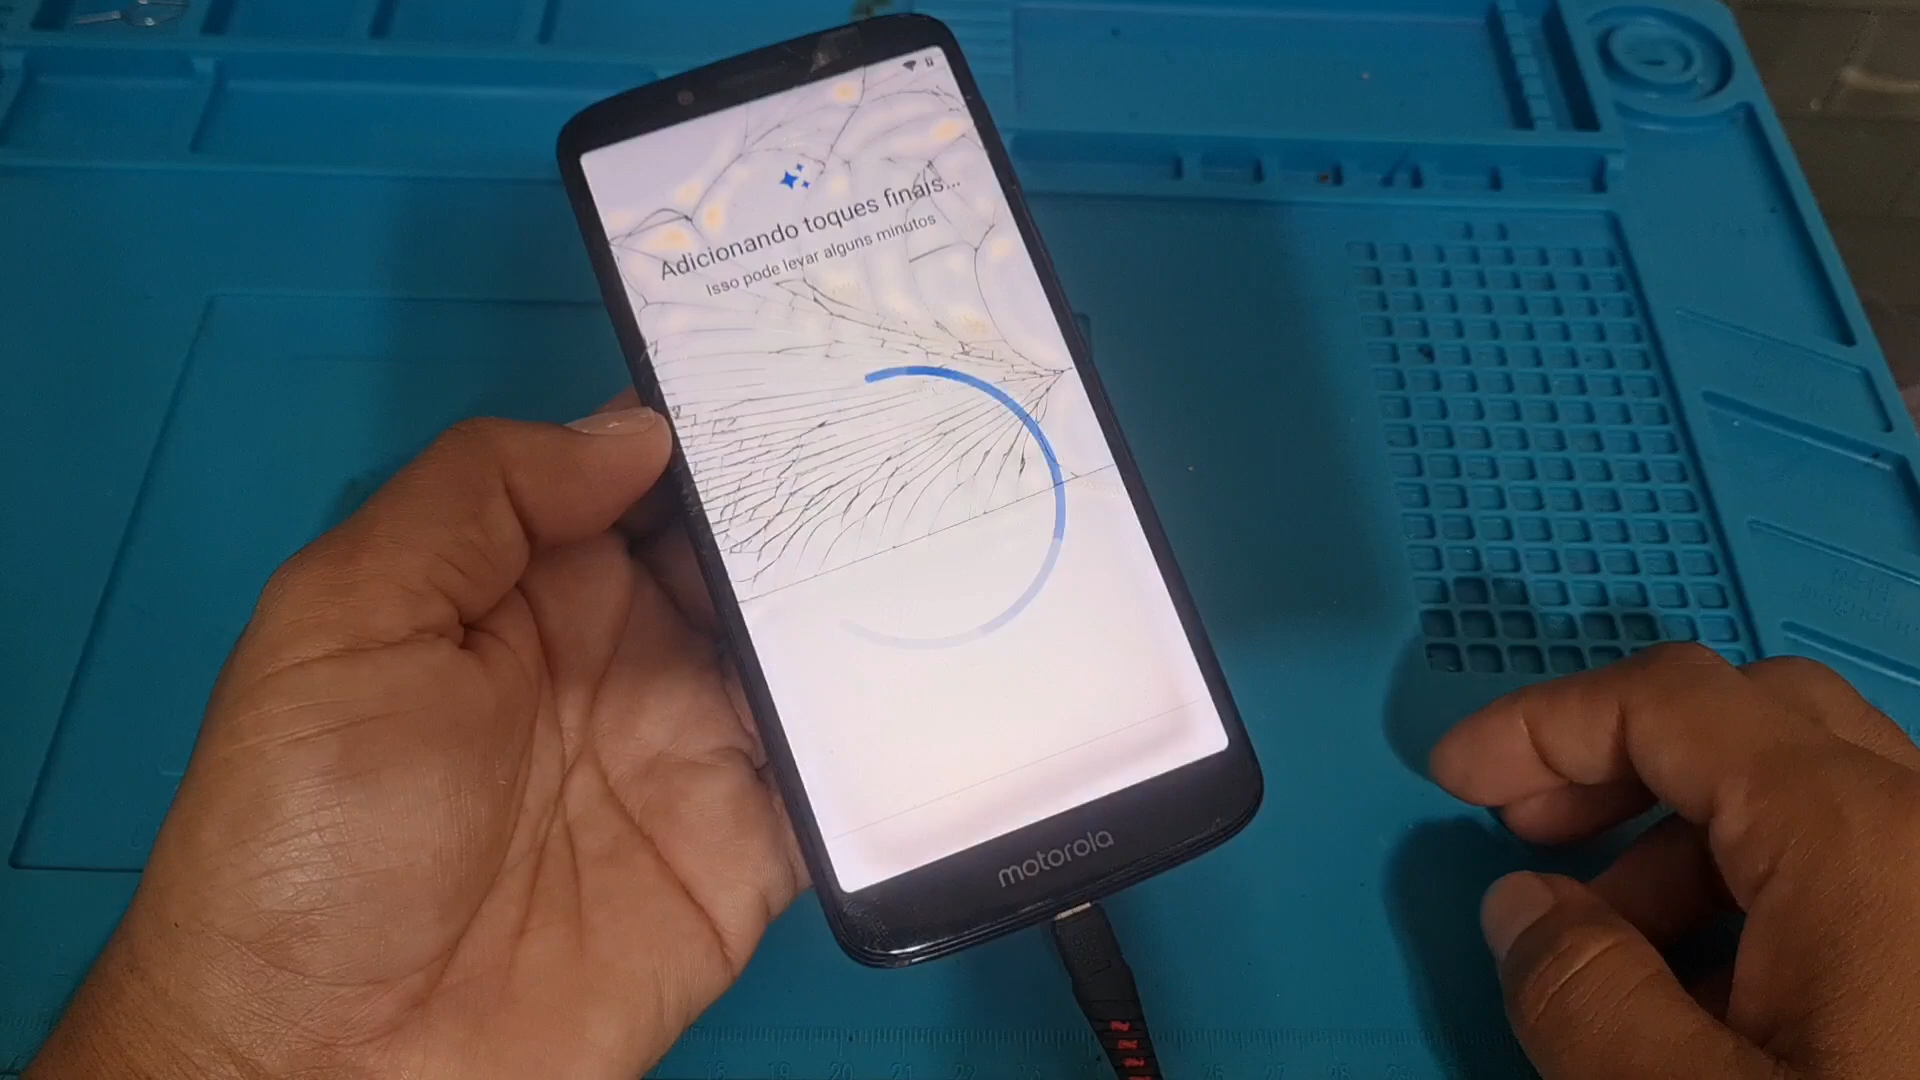 Adicionando toques finais...
Isso pode levar alguns minutos
motorola